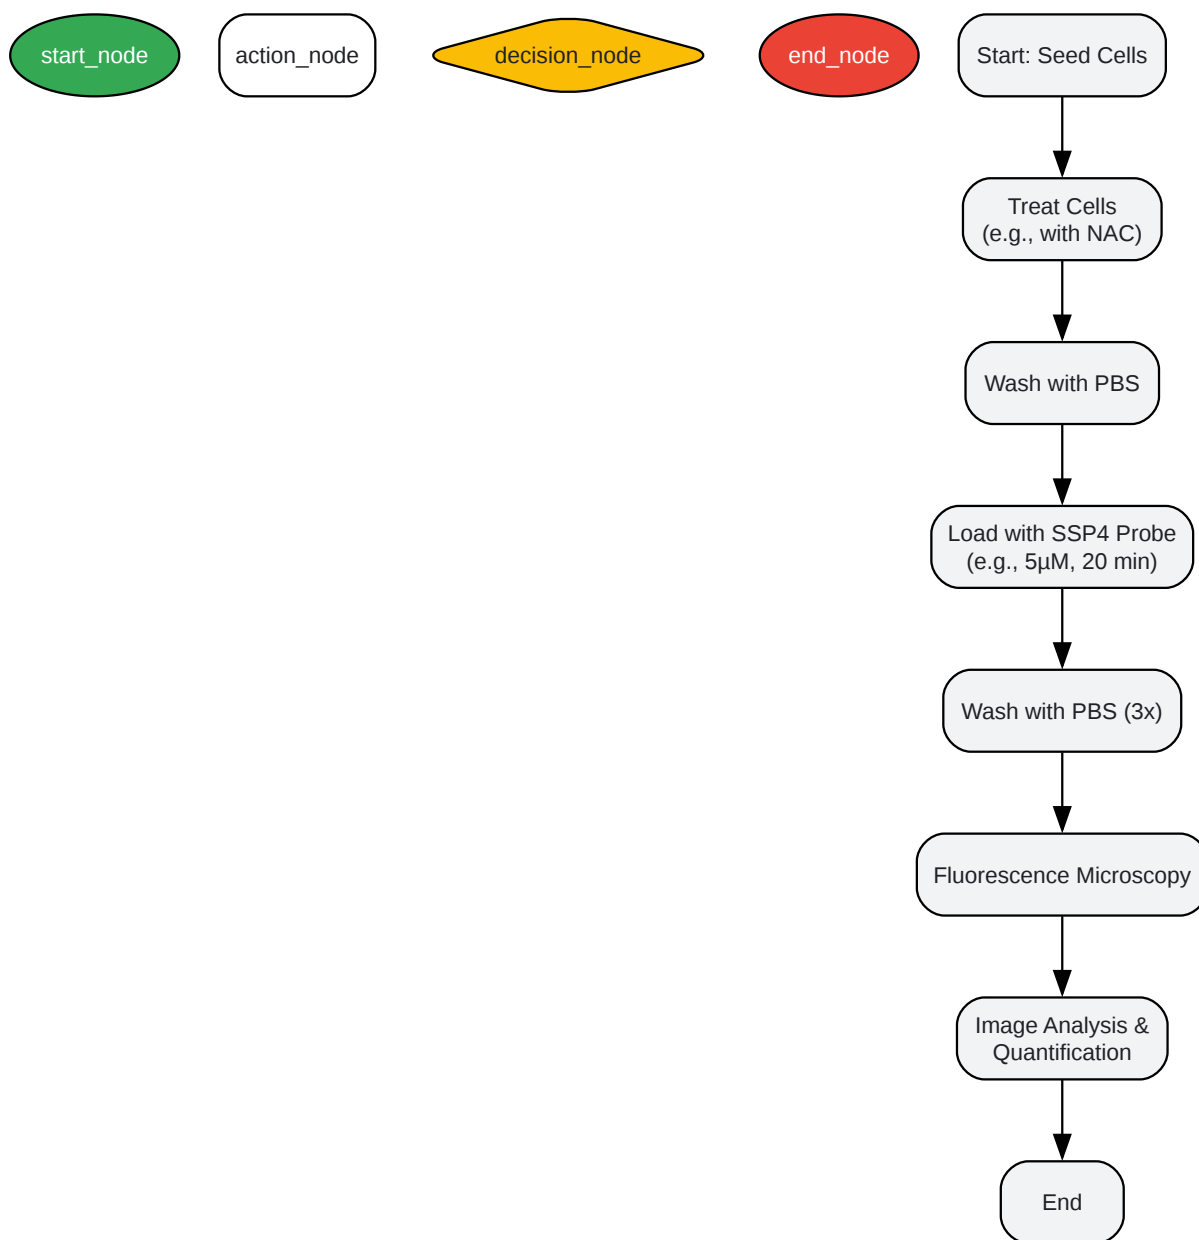 start_node
action_node
decision_node
end_node
Start: Seed Cells
Treat Cells
(e.g., with NAC)
Wash with PBS
Load with SSP4 Probe
(e.g., 5µM, 20 min)
Wash with PBS (3x)
Fluorescence Microscopy
Image Analysis &
Quantification
End